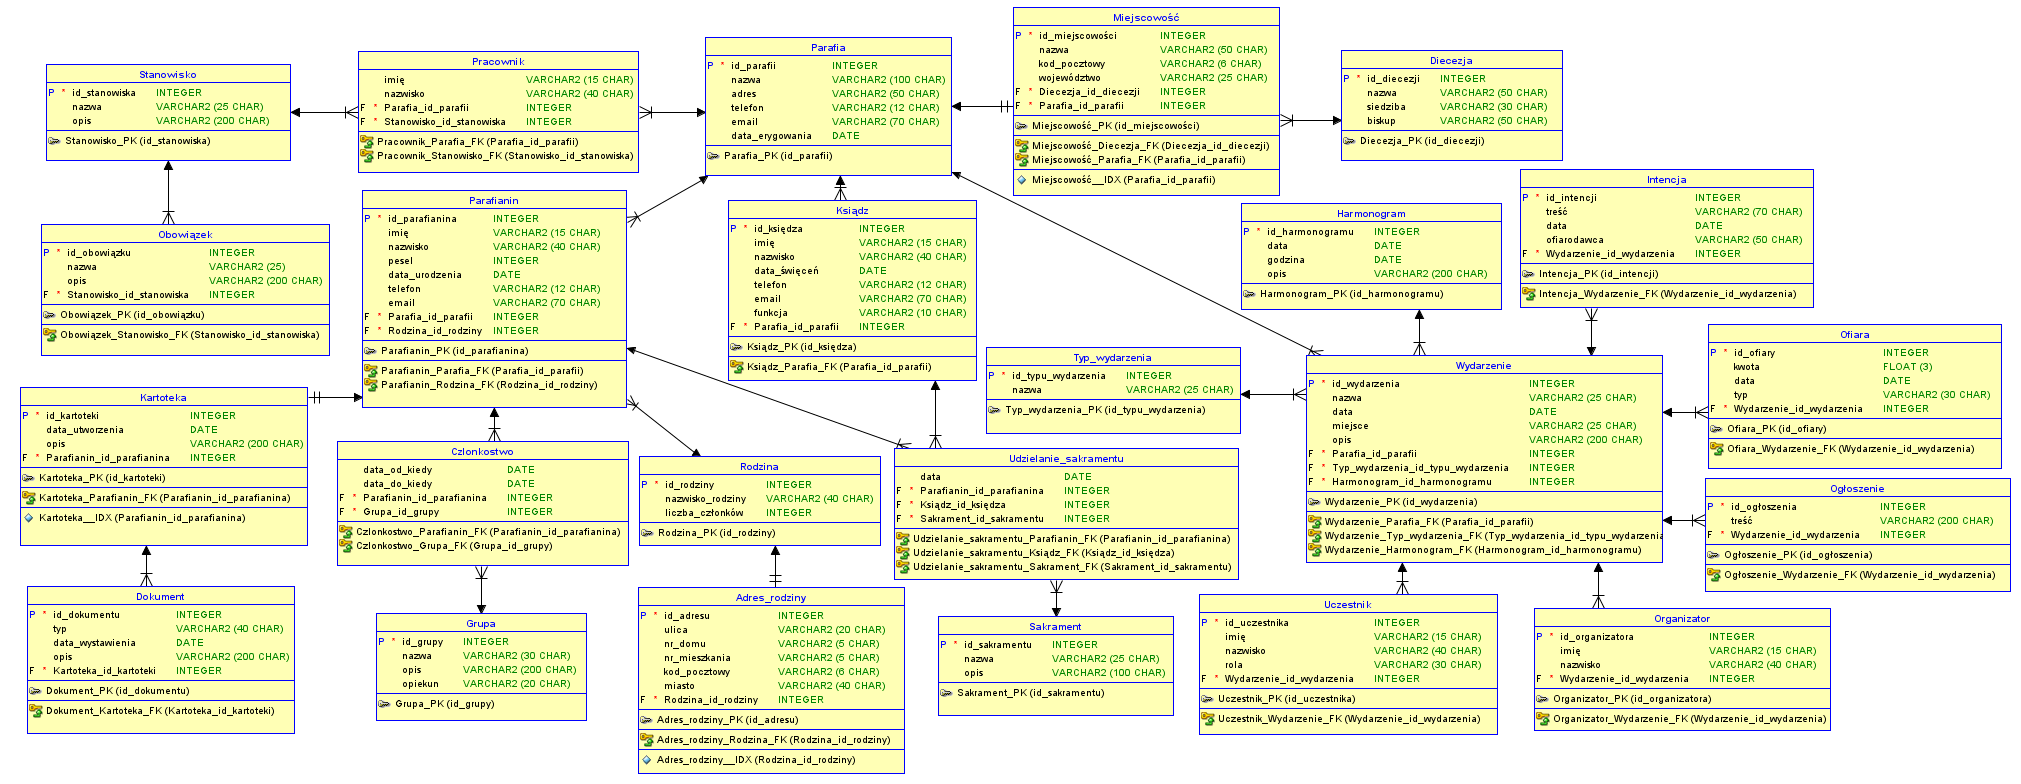 Stanowisko
P * id_stanowiska INTEGER
nazwa VARCHAR2 (25 CHAR)
opis VARCHAR2 (200 CHAR)
Stanowisko_PK (id_stanowiska)
Pracownik
imię VARCHAR2 (15 CHAR)
nazwisko VARCHAR2 (40 CHAR)
F * Parafia_id_parafii INTEGER
F * Stanowisko_id_stanowiska INTEGER
Pracownik_Parafia_FK (Parafia_id_parafii)
Pracownik_Stanowisko_FK (Stanowisko_id_stanowiska)
Parafia
P * id_parafii INTEGER
nazwa VARCHAR2 (100 CHAR)
adres VARCHAR2 (50 CHAR)
telefon VARCHAR2 (12 CHAR)
email VARCHAR2 (70 CHAR)
data_erygowania DATE
Parafia_PK (id_parafii)
Miejscowość
P * id_miejscowości INTEGER
nazwa VARCHAR2 (50 CHAR)
kod_pocztowy VARCHAR2 (6 CHAR)
województwo VARCHAR2 (25 CHAR)
F * Diecezja_id_diecezji INTEGER
F * Parafia_id_parafii INTEGER
Miejscowość_PK (id_miejscowości)
Miejscowość_Diecezja_FK (Diecezja_id_diecezji)
Miejscowość_Parafia_FK (Parafia_id_parafii)
Miejscowość__IDX (Parafia_id_parafii)
Diecezja
P * id_diecezji INTEGER
nazwa VARCHAR2 (50 CHAR)
siedziba VARCHAR2 (30 CHAR)
biskup VARCHAR2 (50 CHAR)
Diecezja_PK (id_diecezji)
Obowiązek
P * id_obowiązku INTEGER
nazwa VARCHAR2 (25)
opis VARCHAR2 (200 CHAR)
F * Stanowisko_id_stanowiska INTEGER
Obowiązek_PK (id_obowiązku)
Obowiązek_Stanowisko_FK (Stanowisko_id_stanowiska)
Parafianin
P * id_parafianina INTEGER
imię VARCHAR2 (15 CHAR)
nazwisko VARCHAR2 (40 CHAR)
pesel INTEGER
data_urodzenia DATE
telefon VARCHAR2 (12 CHAR)
email VARCHAR2 (70 CHAR)
F * Parafia_id_parafii INTEGER
F * Rodzina_id_rodziny INTEGER
Parafianin_PK (id_parafianina)
Parafianin_Parafia_FK (Parafia_id_parafii)
Parafianin_Rodzina_FK (Rodzina_id_rodziny)
Ksiądz
P * id_księdza INTEGER
imię VARCHAR2 (15 CHAR)
nazwisko VARCHAR2 (40 CHAR)
data_święceń DATE
telefon VARCHAR2 (12 CHAR)
email VARCHAR2 (70 CHAR)
funkcja VARCHAR2 (10 CHAR)
F * Parafia_id_parafii INTEGER
Ksiądz_PK (id_księdza)
Ksiądz_Parafia_FK (Parafia_id_parafii)
Harmonogram
P * id_harmonogramu INTEGER
data DATE
godzina DATE
opis VARCHAR2 (200 CHAR)
Harmonogram_PK (id_harmonogramu)
Intencja
P * id_intencji INTEGER
treść VARCHAR2 (70 CHAR)
data DATE
ofiarodawca VARCHAR2 (50 CHAR)
F * Wydarzenie_id_wydarzenia INTEGER
Intencja_PK (id_intencji)
Intencja_Wydarzenie_FK (Wydarzenie_id_wydarzenia)
Typ_wydarzenia
P * id_typu_wydarzenia INTEGER
nazwa VARCHAR2 (25 CHAR)
Typ_wydarzenia_PK (id_typu_wydarzenia)
Wydarzenie
P * id_wydarzenia INTEGER
nazwa VARCHAR2 (25 CHAR)
data DATE
miejsce VARCHAR2 (25 CHAR)
opis VARCHAR2 (200 CHAR)
F * Parafia_id_parafii INTEGER
F * Typ_wydarzenia_id_typu_wydarzenia INTEGER
F * Harmonogram_id_harmonogramu INTEGER
Wydarzenie_PK (id_wydarzenia)
Wydarzenie_Parafia_FK (Parafia_id_parafii)
Wydarzenie_Typ_wydarzenia_FK (Typ_wydarzenia_id_typu_wydarzenia
Wydarzenie_Harmonogram_FK (Harmonogram_id_harmonogramu)
Ofiara
P * id_ofiary INTEGER
kwota FLOAT (3)
data DATE
typ VARCHAR2 (30 CHAR)
F * Wydarzenie_id_wydarzenia INTEGER
Ofiara_PK (id_ofiary)
Ofiara_Wydarzenie_FK (Wydarzenie_id_wydarzenia)
Kartoteka
P * id_kartoteki INTEGER
data_utworzenia DATE
opis VARCHAR2 (200 CHAR)
F * Parafianin_id_parafianina INTEGER
Kartoteka_PK (id_kartoteki)
Kartoteka_Parafianin_FK (Parafianin_id_parafianina)
Kartoteka__IDX (Parafianin_id_parafianina)
Czlonkostwo
data_od_kiedy DATE
data_do_kiedy DATE
F * Parafianin_id_parafianina INTEGER
F * Grupa_id_grupy INTEGER
Czlonkostwo_Parafianin_FK (Parafianin_id_parafianina)
Czlonkostwo_Grupa_FK (Grupa_id_grupy)
Rodzina
P * id_rodziny INTEGER
nazwisko_rodziny VARCHAR2 (40 CHAR)
liczba_członków INTEGER
Rodzina_PK (id_rodziny)
Udzielanie_sakramentu
data DATE
F * Parafianin_id_parafianina INTEGER
F * Ksiądz_id_księdza INTEGER
F * Sakrament_id_sakramentu INTEGER
Udzielanie_sakramentu_Parafianin_FK (Parafianin_id_parafianina)
Udzielanie_sakramentu_Ksiądz_FK (Ksiądz_id_księdza)
Udzielanie_sakramentu_Sakrament_FK (Sakrament_id_sakramentu)
Ogłoszenie
P * id_ogłoszenia INTEGER
treść VARCHAR2 (200 CHAR)
F * Wydarzenie_id_wydarzenia INTEGER
Ogłoszenie_PK (id_ogłoszenia)
Ogłoszenie_Wydarzenie_FK (Wydarzenie_id_wydarzenia)
Dokument
P * id_dokumentu INTEGER
typ VARCHAR2 (40 CHAR)
data_wystawienia DATE
opis VARCHAR2 (200 CHAR)
F * Kartoteka_id_kartoteki INTEGER
Dokument_PK (id_dokumentu)
Dokument_Kartoteka_FK (Kartoteka_id_kartoteki)
Grupa
P * id_grupy INTEGER
nazwa VARCHAR2 (30 CHAR)
opis VARCHAR2 (200 CHAR)
opiekun VARCHAR2 (20 CHAR)
Grupa_PK (id_grupy)
Adres_rodziny
P * id_adresu INTEGER
ulica VARCHAR2 (20 CHAR)
nr_domu VARCHAR2 (5 CHAR)
nr_mieszkania VARCHAR2 (5 CHAR)
kod_pocztowy VARCHAR2 (6 CHAR)
miasto VARCHAR2 (40 CHAR)
F * Rodzina_id_rodziny INTEGER
Adres_rodziny_PK (id_adresu)
Adres_rodziny_Rodzina_FK (Rodzina_id_rodziny)
Adres_rodziny__IDX (Rodzina_id_rodziny)
Sakrament
P * id_sakramentu INTEGER
nazwa VARCHAR2 (25 CHAR)
opis VARCHAR2 (100 CHAR)
Sakrament_PK (id_sakramentu)
Uczestnik
P * id_uczestnika INTEGER
imię VARCHAR2 (15 CHAR)
nazwisko VARCHAR2 (40 CHAR)
rola VARCHAR2 (30 CHAR)
F * Wydarzenie_id_wydarzenia INTEGER
Uczestnik_PK (id_uczestnika)
Uczestnik_Wydarzenie_FK (Wydarzenie_id_wydarzenia)
Organizator
P * id_organizatora INTEGER
imię VARCHAR2 (15 CHAR)
nazwisko VARCHAR2 (40 CHAR)
F * Wydarzenie_id_wydarzenia INTEGER
Organizator_PK (id_organizatora)
Organizator_Wydarzenie_FK (Wydarzenie_id_wydarzenia)